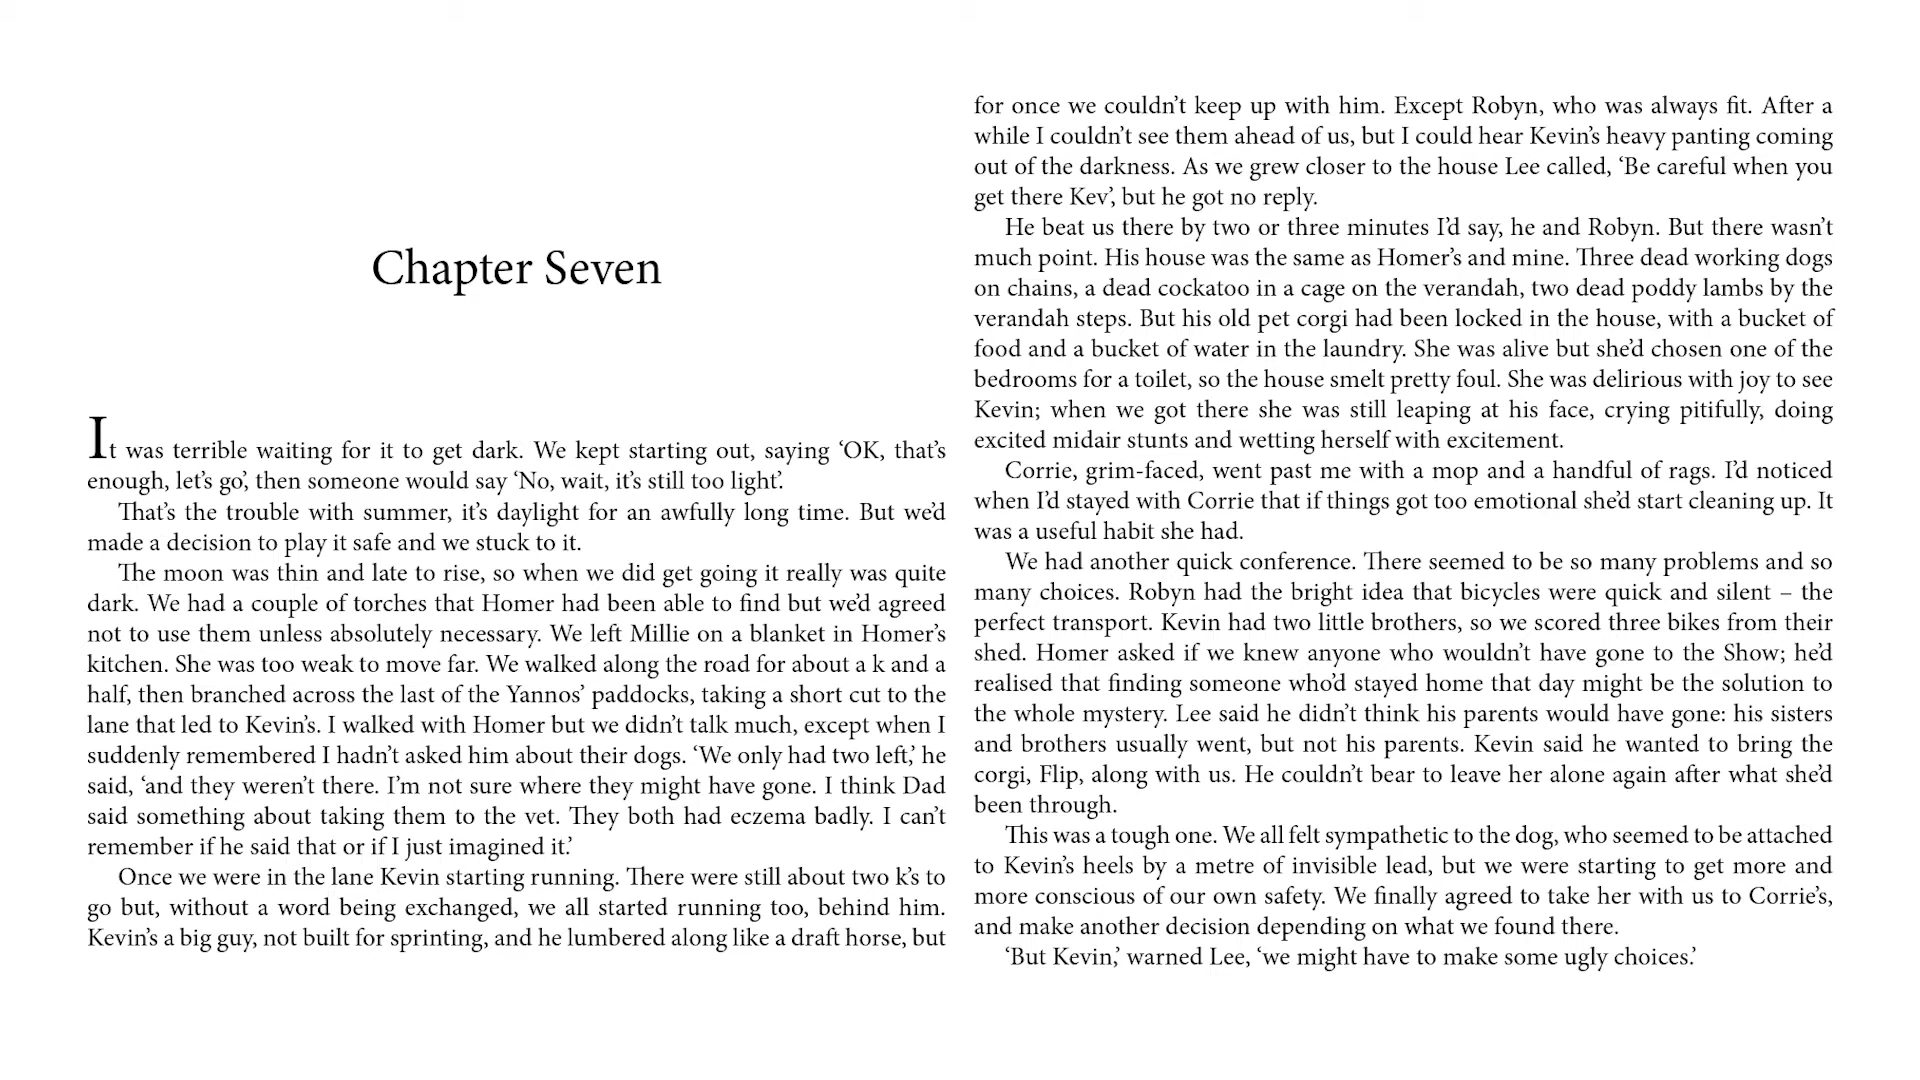 Chapter Seven
It was terrible waiting for it to get dark. We kept starting out, saying ‘OK, that’s
enough, let’s go’, then someone would say ‘No, wait, it’s still too light’.
That’s the trouble with summer, it’s daylight for an awfully long time. But we’d
made a decision to play it safe and we stuck to it.
The moon was thin and late to rise, so when we did get going it really was quite
dark. We had a couple of torches that Homer had been able to find but we’d agreed
not to use them unless absolutely necessary. We left Millie on a blanket in Homer’s
kitchen. She was too weak to move far. We walked along the road for about a k and a
half, then branched across the last of the Yannos’ paddocks, taking a short cut to the
lane that led to Kevin’s. I walked with Homer but we didn’t talk much, except when I
suddenly remembered I hadn’t asked him about their dogs. ‘We only had two left,’ he
said, ‘and they weren’t there. I’m not sure where they might have gone. I think Dad
said something about taking them to the vet. They both had eczema badly. I can’t
remember if he said that or if I just imagined it.’
Once we were in the lane Kevin starting running. There were still about two k’s to
go but, without a word being exchanged, we all started running too, behind him.
Kevin’s a big guy, not built for sprinting, and he lumbered along like a draft horse, but
for once we couldn’t keep up with him. Except Robyn, who was always fit. After a
while I couldn’t see them ahead of us, but I could hear Kevin’s heavy panting coming
out of the darkness. As we grew closer to the house Lee called, ‘Be careful when you
get there Kev’, but he got no reply.
He beat us there by two or three minutes I’d say, he and Robyn. But there wasn’t
much point. His house was the same as Homer’s and mine. Three dead working dogs
on chains, a dead cockatoo in a cage on the verandah, two dead poddy lambs by the
verandah steps. But his old pet corgi had been locked in the house, with a bucket of
food and a bucket of water in the laundry. She was alive but she’d chosen one of the
bedrooms for a toilet, so the house smelt pretty foul. She was delirious with joy to see
Kevin; when we got there she was still leaping at his face, crying pitifully, doing
excited midair stunts and wetting herself with excitement.
Corrie, grim-faced, went past me with a mop and a handful of rags. I’d noticed
when I’d stayed with Corrie that if things got too emotional she’d start cleaning up. It
was a useful habit she had.
We had another quick conference. There seemed to be so many problems and so
many choices. Robyn had the bright idea that bicycles were quick and silent – the
perfect transport. Kevin had two little brothers, so we scored three bikes from their
shed. Homer asked if we knew anyone who wouldn’t have gone to the Show; he’d
realised that finding someone who’d stayed home that day might be the solution to
the whole mystery. Lee said he didn’t think his parents would have gone: his sisters
and brothers usually went, but not his parents. Kevin said he wanted to bring the
corgi, Flip, along with us. He couldn’t bear to leave her alone again after what she’d
been through.
This was a tough one. We all felt sympathetic to the dog, who seemed to be attached
to Kevin’s heels by a metre of invisible lead, but we were starting to get more and
more conscious of our own safety. We finally agreed to take her with us to Corrie’s,
and make another decision depending on what we found there.
‘But Kevin,’ warned Lee, ‘we might have to make some ugly choices.’